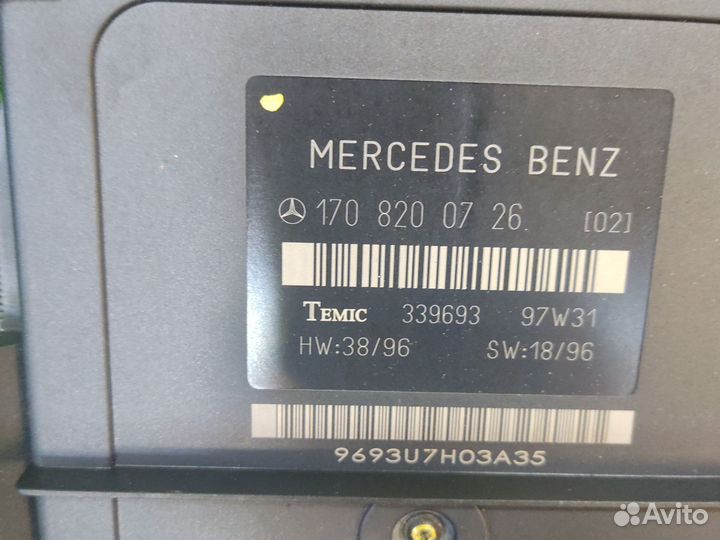 MERCEDES BENZ
170 820 07 26 [02]
TEMIC 339693 97W31
HW:38/96 SW:18/96
9693U7H03A35
Avito